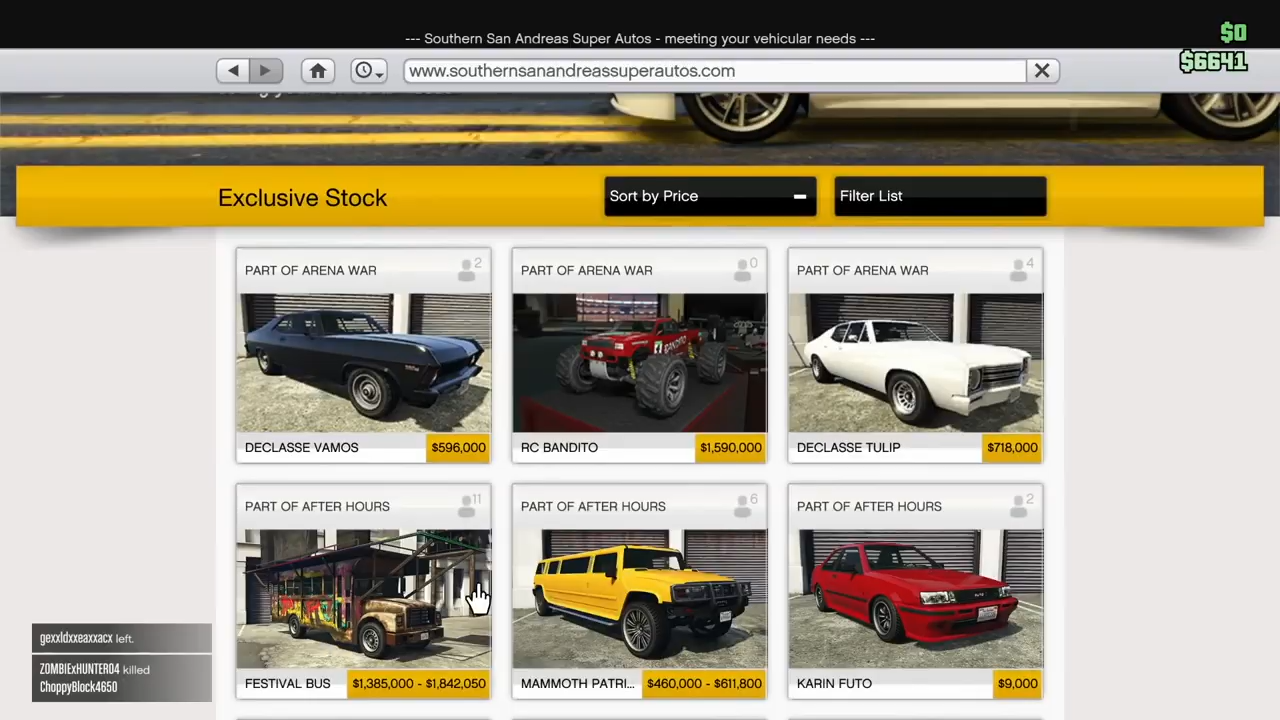 --- Southern San Andreas Super Autos - meeting your vehicular needs ---
$0
$6641
www.southernsanandreassuperautos.com
Exclusive Stock
Sort by Price
Filter List
PART OF ARENA WAR 2
PART OF ARENA WAR 0
PART OF ARENA WAR 4
BANDITO
DECLASSE VAMOS $596,000
RC BANDITO $1,590,000
DECLASSE TULIP $718,000
PART OF AFTER HOURS 11
PART OF AFTER HOURS 6
PART OF AFTER HOURS 2
FESTIVAL BUS $1,385,000 - $1,842,050
MAMMOTH PATRI... $460,000 - $611,800
KARIN FUTO $9,000
gexxldxxeaxxacx left.
ZOMBIExHUNTER04 killed
ChoppyBlock4650